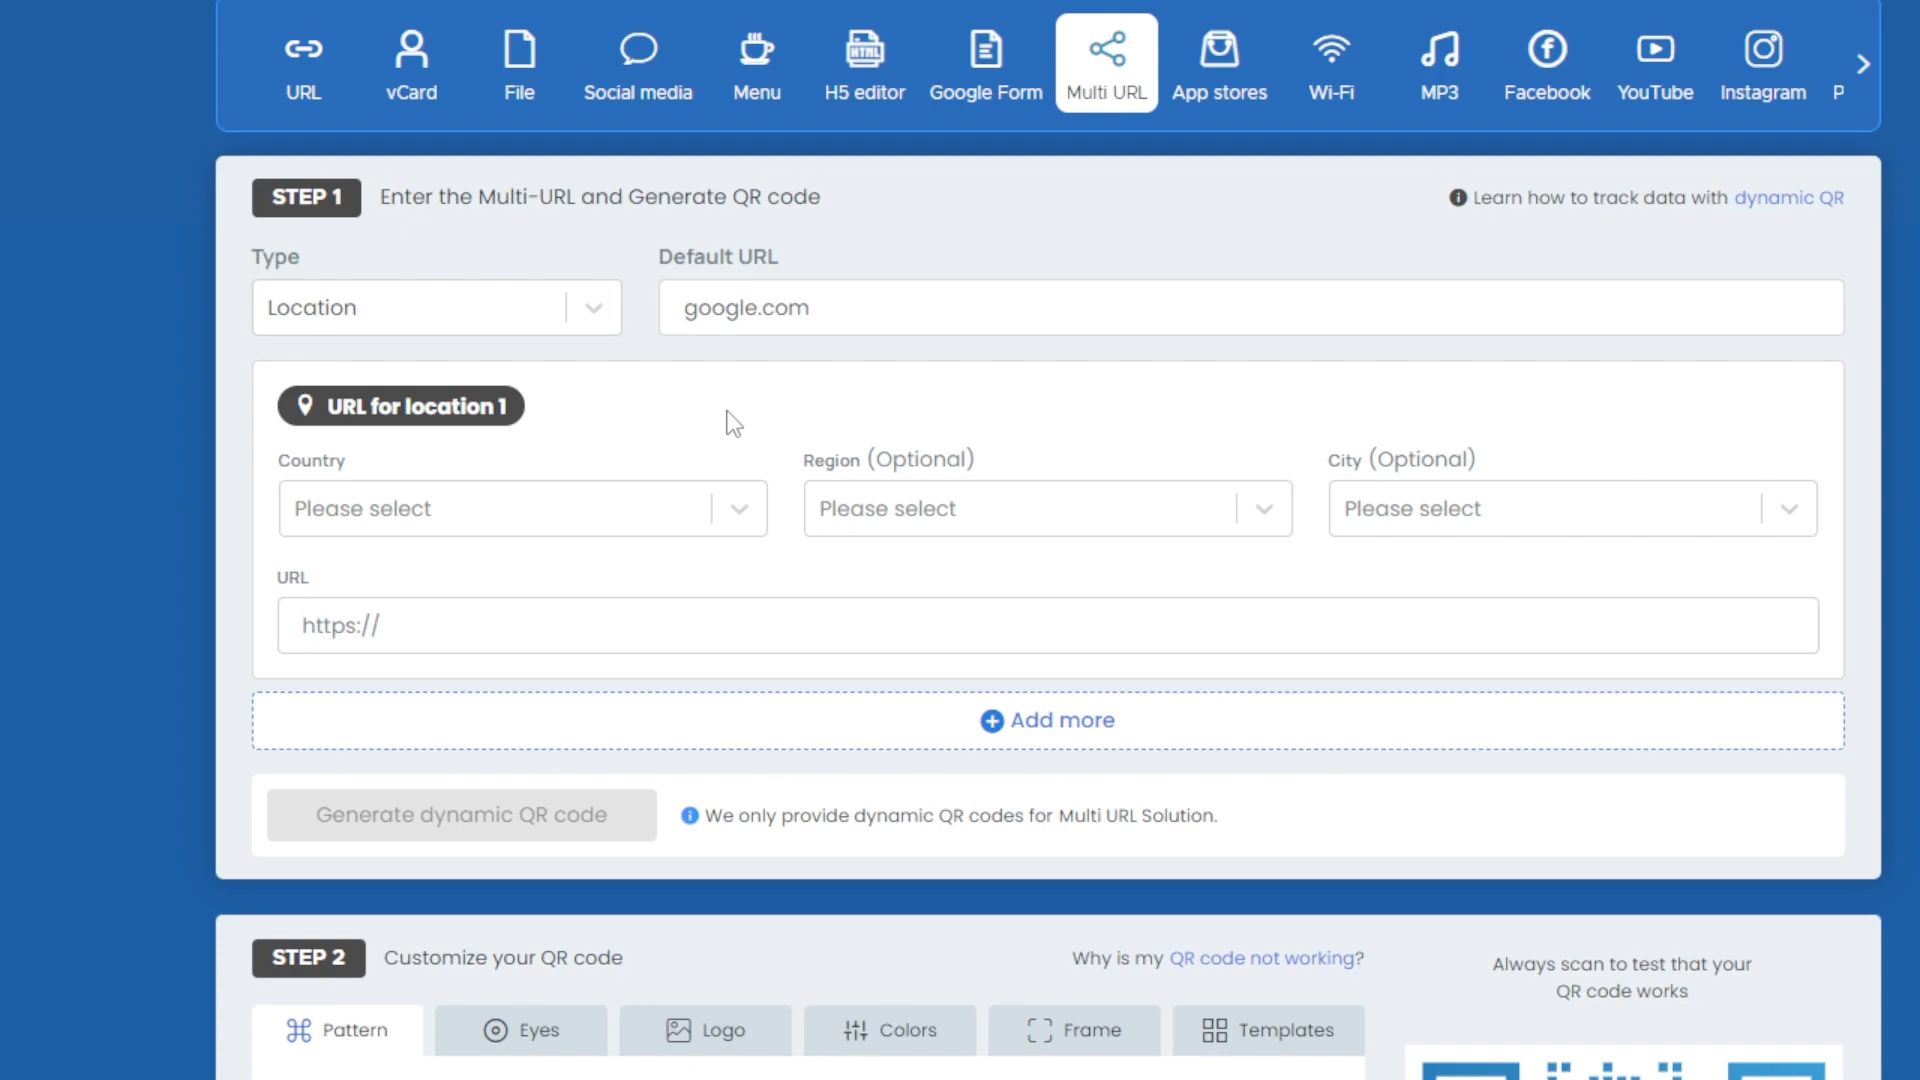 URL vCard File Social media Menu H5 editor Google Form Multi URL App stores Wi-Fi MP3 Facebook YouTube Instagram P
HTML
STEP 1 Enter the Multi-URL and Generate QR code Learn how to track data with dynamic QR
Type Default URL
Location google.com
URL for location 1
Country Region (Optional) City (Optional)
Please select Please select Please select
URL
https://
Add more
Generate dynamic QR code We only provide dynamic QR codes for Multi URL Solution.
STEP 2 Customize your QR code Why is my QR code not working?
Always scan to test that your
QR code works
Pattern Eyes Logo Colors Frame Templates